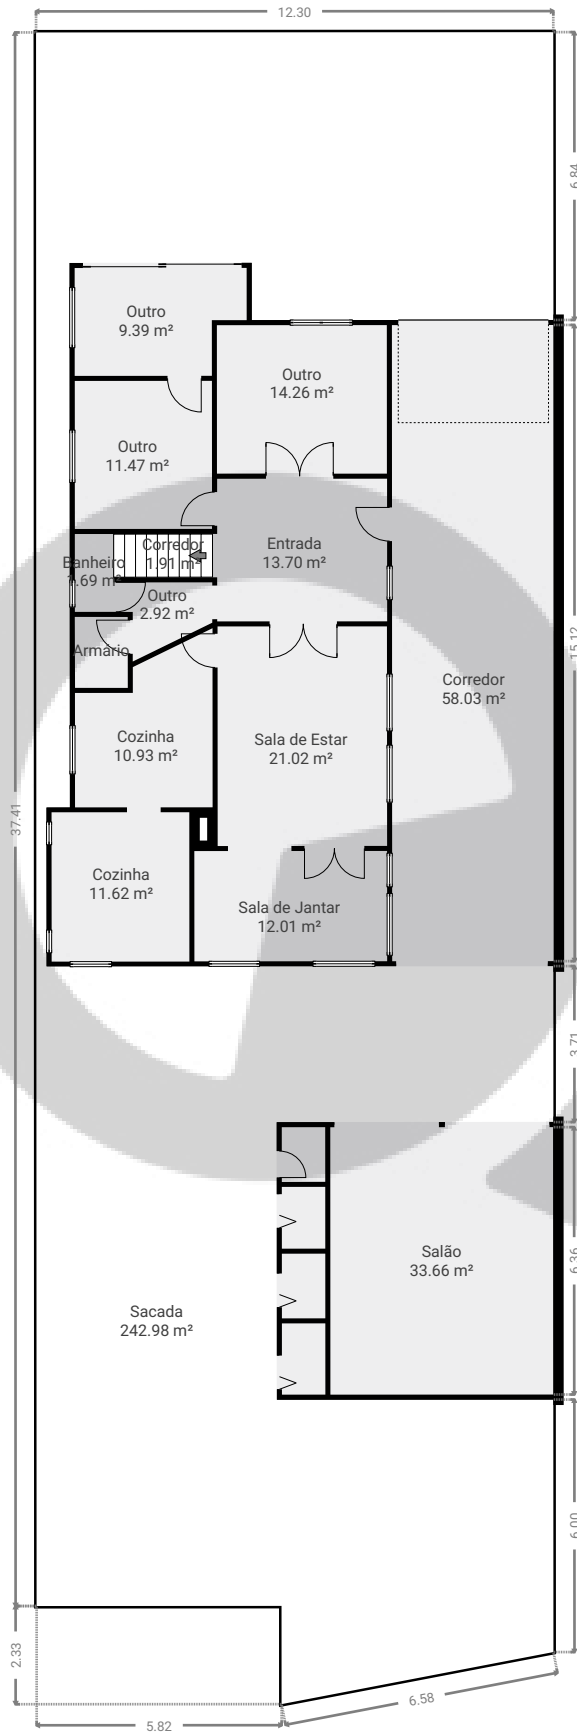 12.30
6.84
Outro
9.39 m²
Outro
14.26 m²
Outro
11.47 m²
Corredor
1.91 m²
Entrada
13.70 m²
Banheiro
1.69 m²
Outro
2.92 m²
15.12
Armário
Corredor
58.03 m²
Cozinha
10.93 m²
Sala de Estar
21.02 m²
37.41
Cozinha
11.62 m²
Sala de Jantar
12.01 m²
3.71
Salão
33.66 m²
6.36
Sacada
242.98 m²
6.00
2.33
6.58
5.82